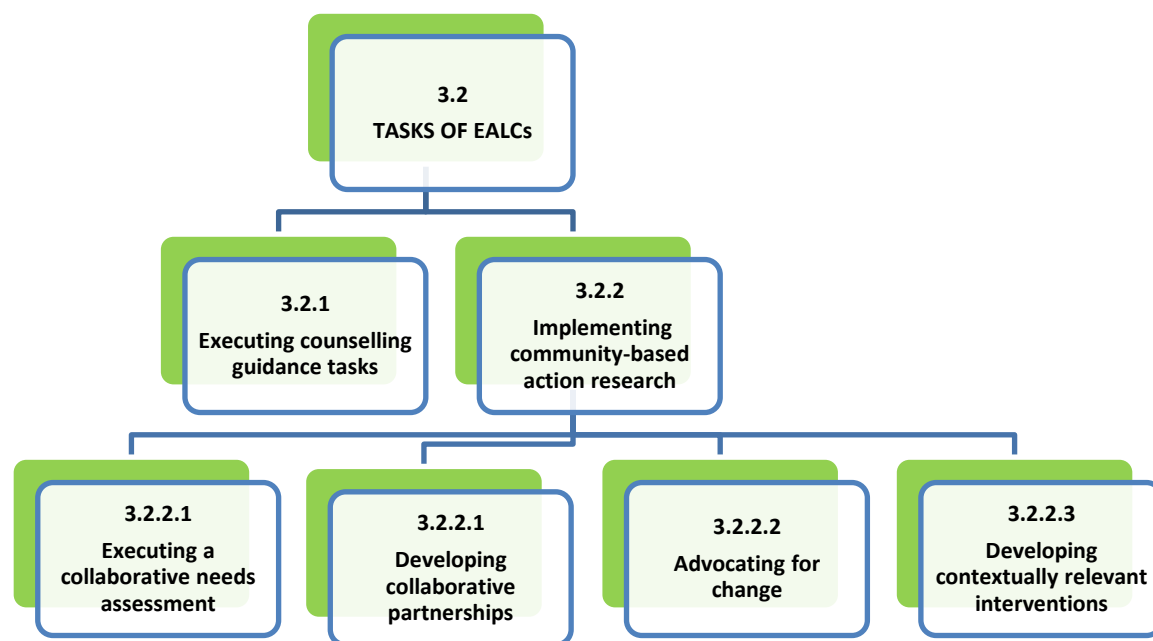 3.2
TASKS OF EALCs
3.2.1
Executing counselling
guidance tasks
3.2.2
Implementing
community-based
action research
3.2.2.1
Executing a
collaborative needs
assessment
3.2.2.1
Developing
collaborative
partnerships
3.2.2.2
Advocating for
change
3.2.2.3
Developing
contextually relevant
interventions